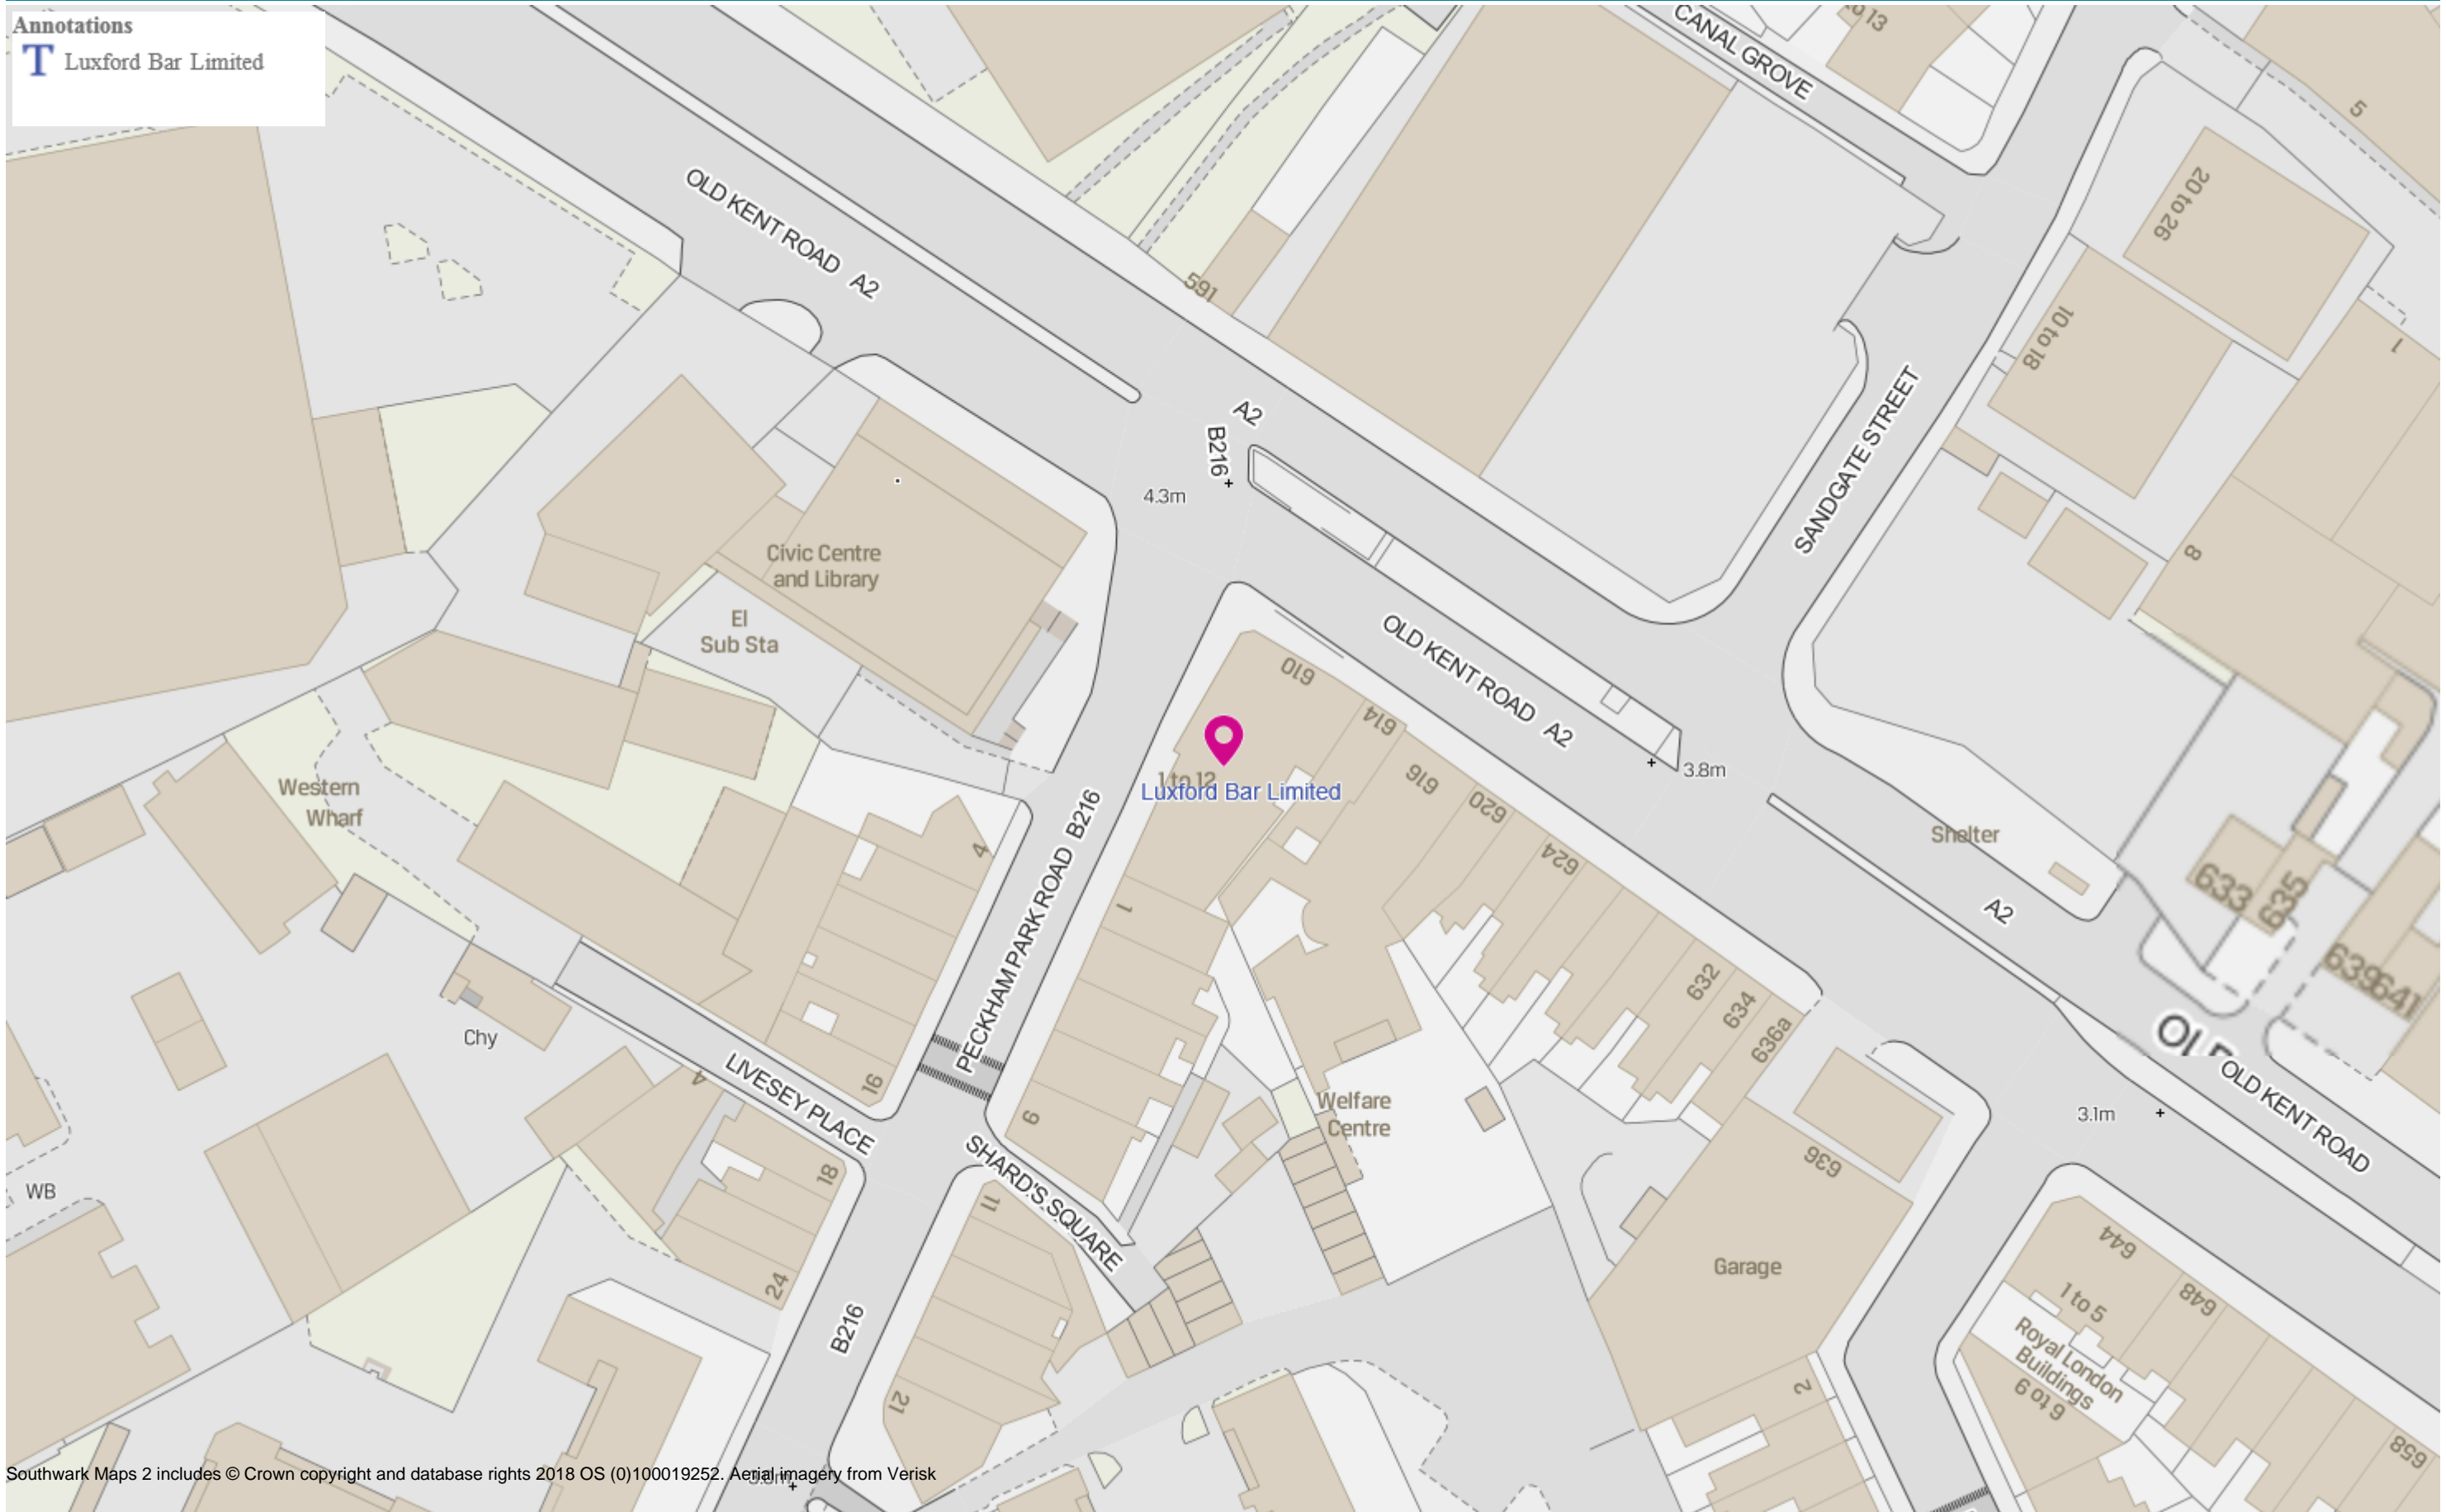 Annotations
T Luxford Bar Limited
CANAL GROVE
to 13
5
OLD KENT ROAD A2
591
20 to 26
10 to 18
1
A2
B216
4.3m
SANDGATE STREET
8
Civic Centre
and Library
El
Sub Sta
OLD KENT ROAD A2
610
614
616
620
624
3.8m
1 to 12
Luxford Bar Limited
Western
Wharf
4
PECKHAM PARK ROAD B216
1
Shelter
A2
633
635
639
641
632
634
636a
Chy
LIVESEY PLACE
16
4
9
Welfare
Centre
OLD KENT ROAD
3.1m
636
WB
18
SHARD'S SQUARE
11
24
Garage
644
1 to 5
648
Royal London
Buildings
6 to 9
B216
21
2
658
Southwark Maps 2 includes © Crown copyright and database rights 2018 OS (0)100019252. Aerial imagery from Verisk